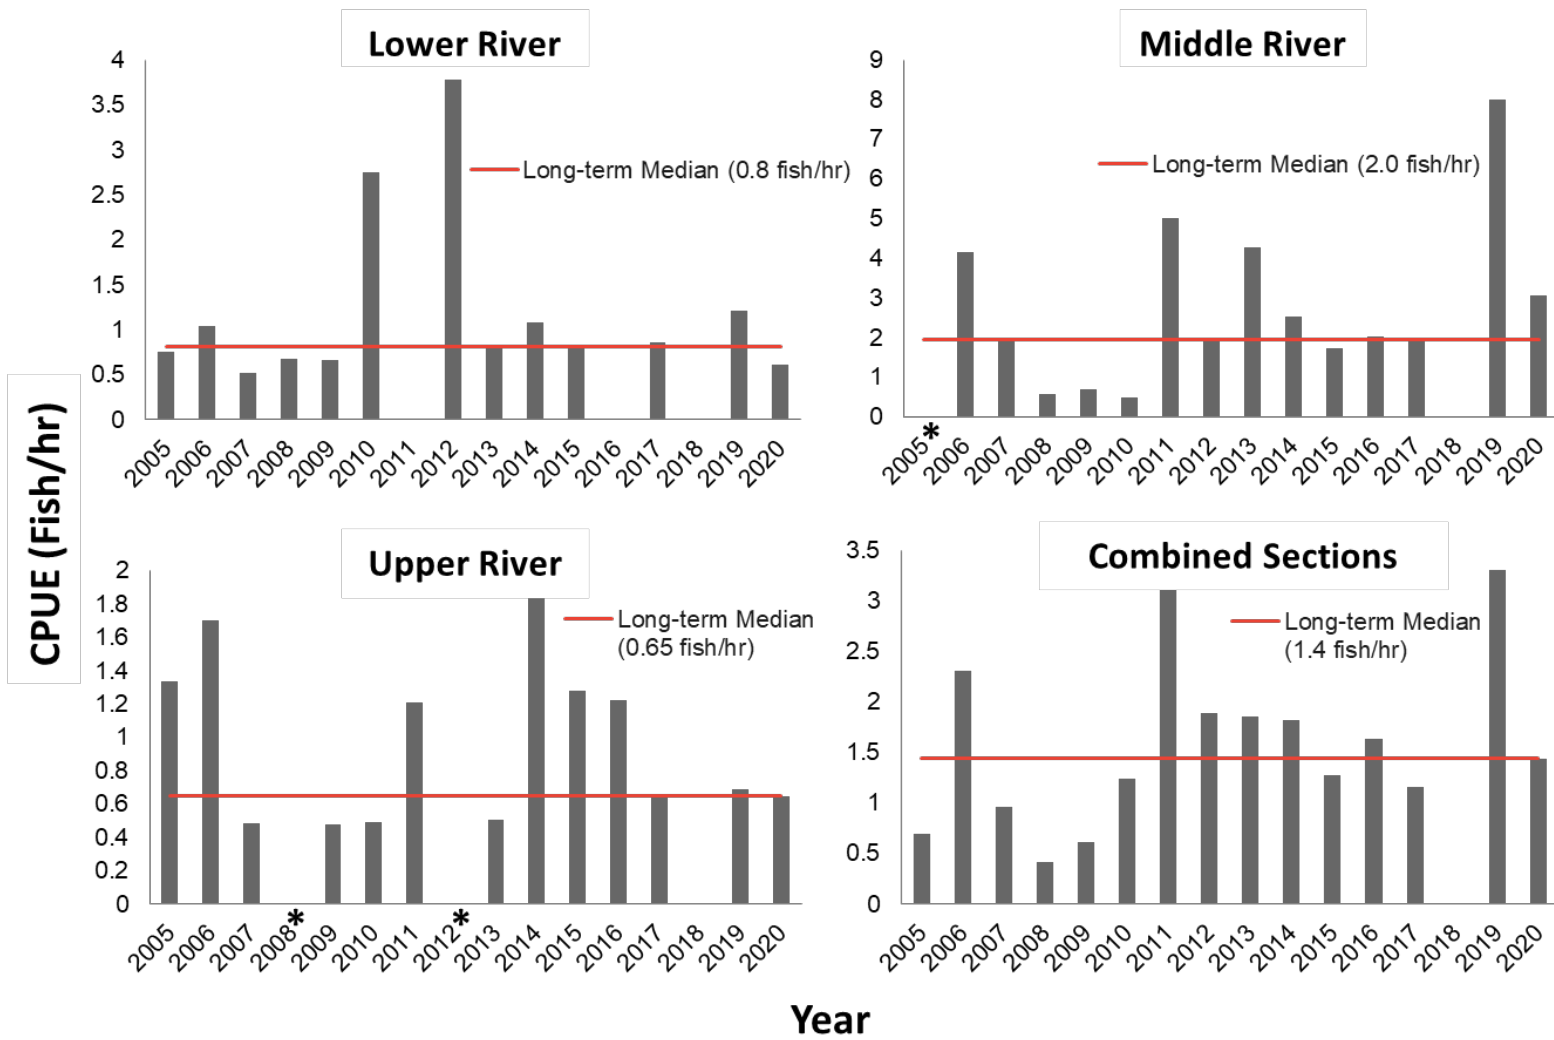 CPUE (Fish/hr)
Lower River
4
3.5
3
2.5
2
1.5
1
0.5
0
Long-term Median (0.8 fish/hr)
2005 2006 2007 2008 2009 2010 2011 2012 2013 2014 2015 2016 2017 2018 2019 2020
Middle River
9
8
7
6
5
4
3
2
1
0
Long-term Median (2.0 fish/hr)
2005* 2006 2007 2008 2009 2010 2011 2012 2013 2014 2015 2016 2017 2018 2019 2020
Upper River
2
1.8
1.6
1.4
1.2
1
0.8
0.6
0.4
0.2
0
Long-term Median
(0.65 fish/hr)
2005 2006 2007 2008* 2009 2010 2011 2012* 2013 2014 2015 2016 2017 2018 2019 2020
Combined Sections
3.5
3
2.5
2
1.5
1
0.5
0
Long-term Median
(1.4 fish/hr)
2005 2006 2007 2008 2009 2010 2011 2012 2013 2014 2015 2016 2017 2018 2019 2020
Year